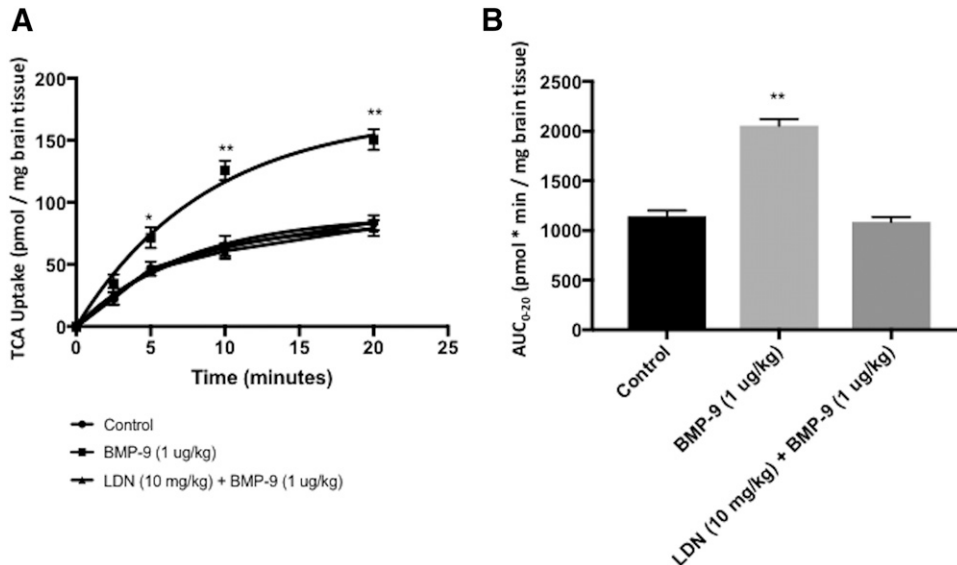 A
TCA Uptake (pmol / mg brain tissue)
200
150
100
50
0
*
**
**
0 5 10 15 20 25
Time (minutes)
Control
BMP-9 (1 ug/kg)
LDN (10 mg/kg) + BMP-9 (1 ug/kg)
B
AUC0-20 (pmol * min / mg brain tissue)
2500
2000
1500
1000
500
0
**
Control
BMP-9 (1 ug/kg)
LDN (10 mg/kg) + BMP-9 (1 ug/kg)